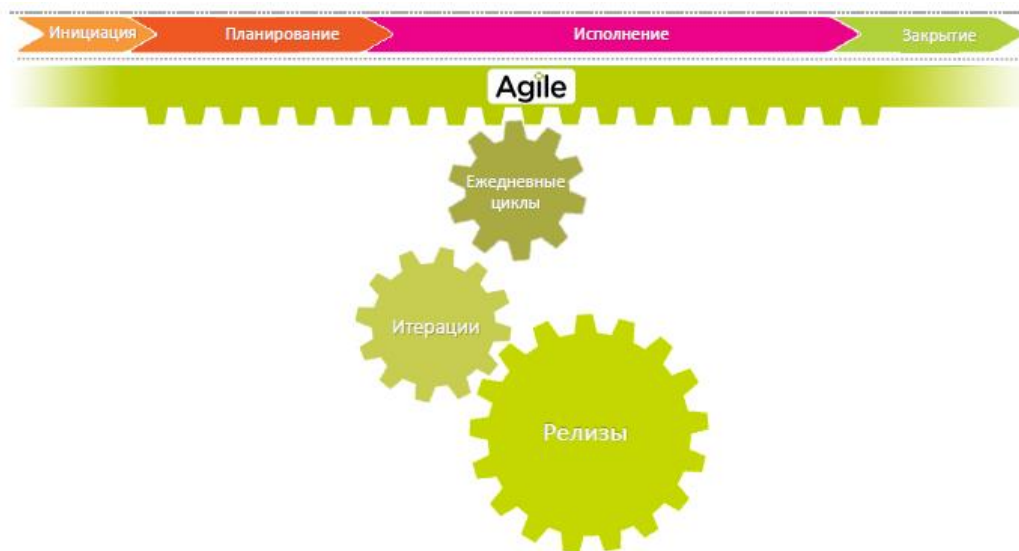 Инициация
Планирование
Исполнение
Закрытие
Agile
Ежедневные
циклы
Итерации
Релизы